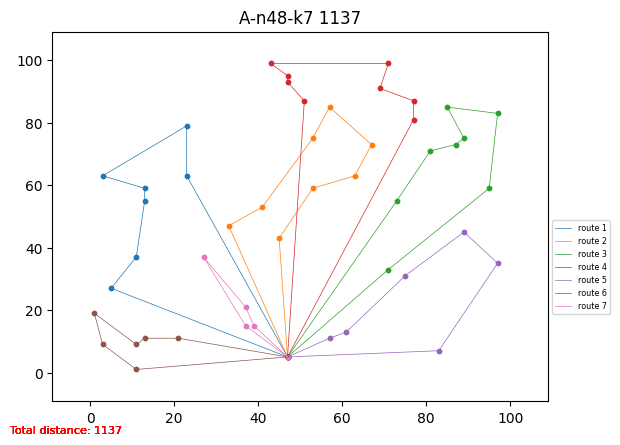 A-n48-k7 1137
100
80
60
40
20
0
0
20
40
60
80
100
route 1
route 2
route 3
route 4
route 5
route 6
route 7
Total distance: 1137